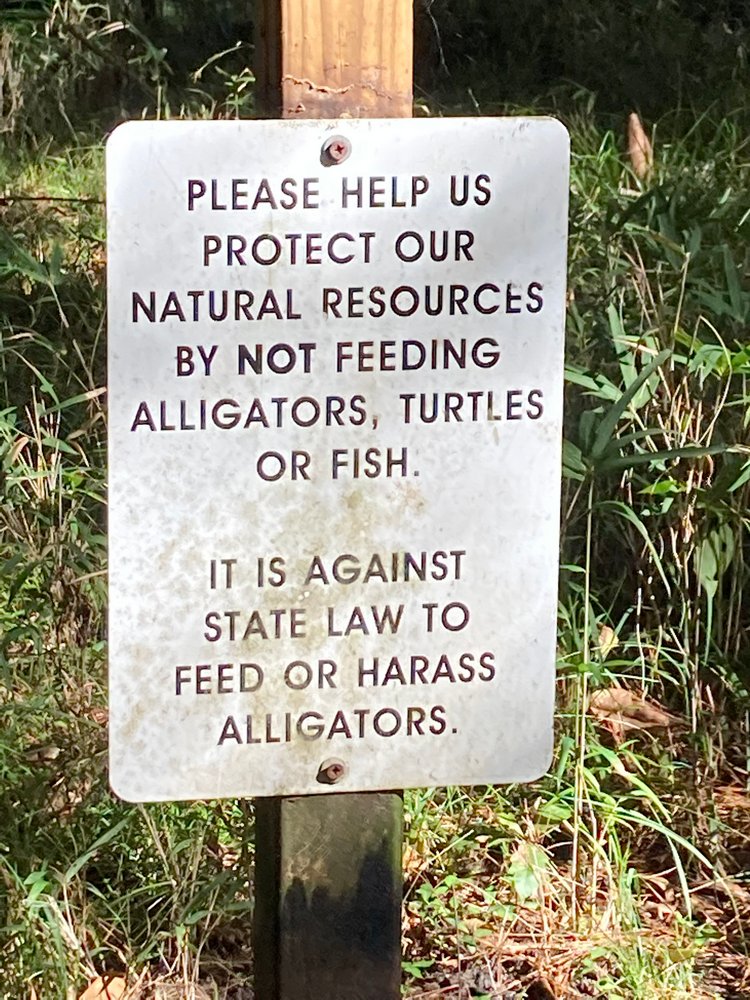 PLEASE HELP US
PROTECT OUR
NATURAL RESOURCES
BY NOT FEEDING
ALLIGATORS, TURTLES
OR FISH.
IT IS AGAINST
STATE LAW TO
FEED OR HARASS
ALLIGATORS.